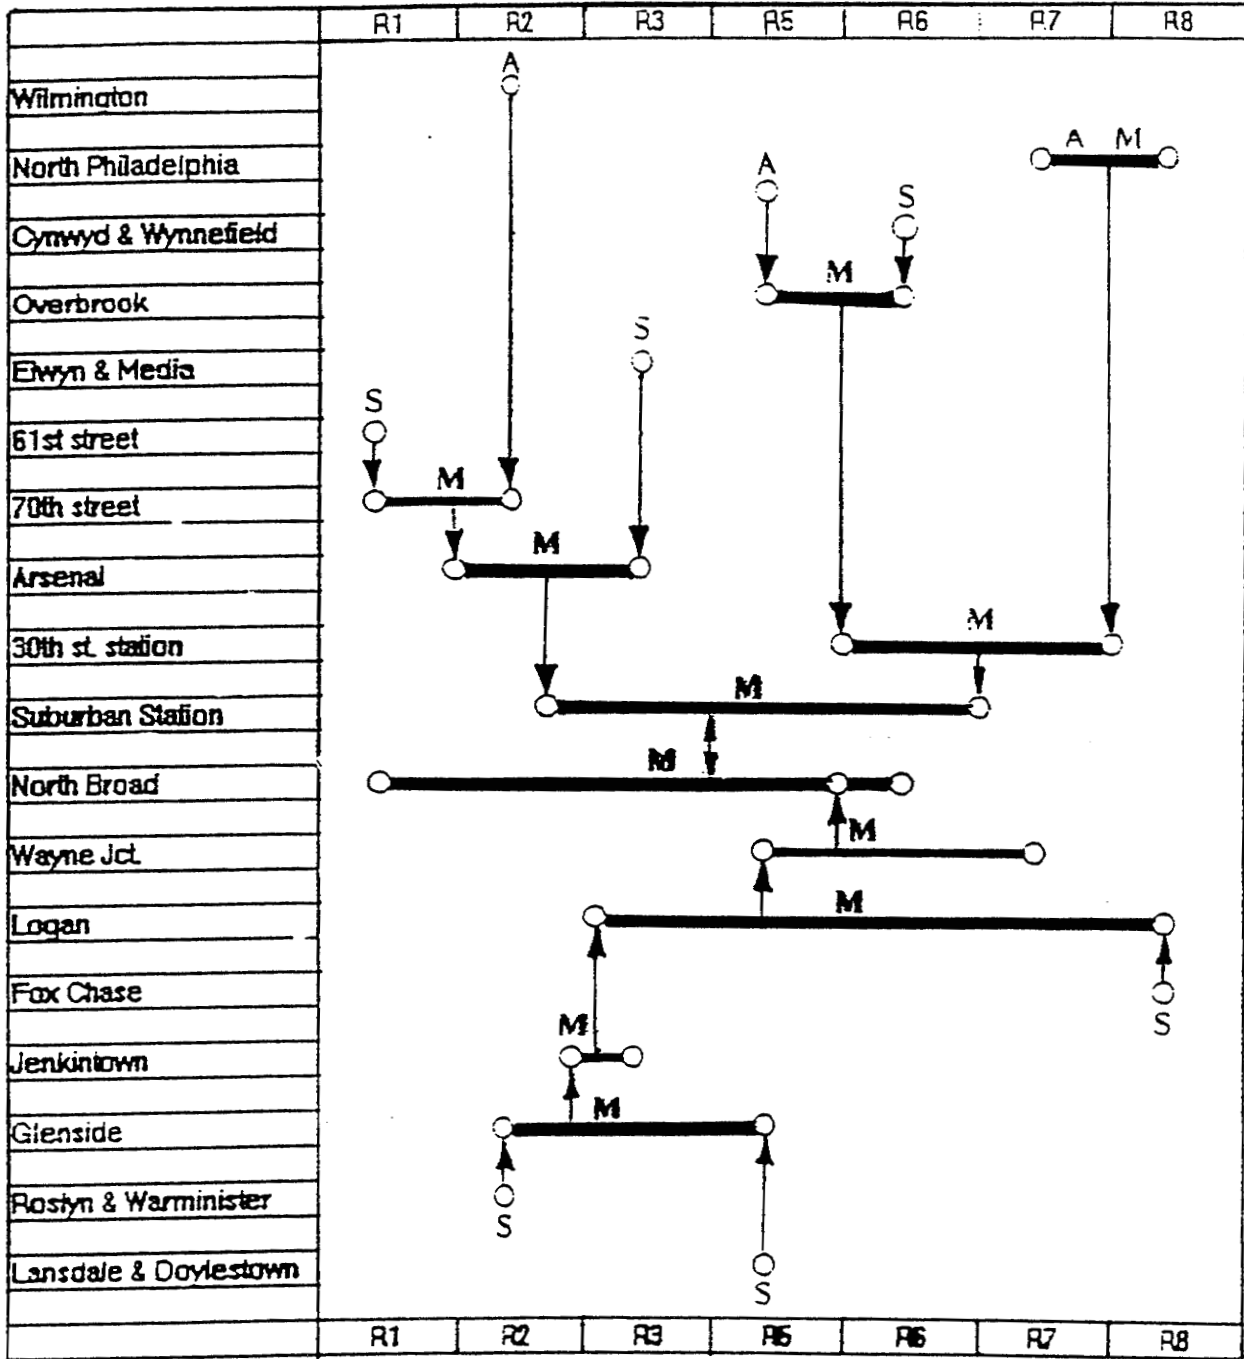 R1 R2 R3 R5 R6 R7 R8
A
Wilmington
A M
North Philadelphia
A
S
Cynwyd & Wynnefield
M
Overbrook
S
Elwyn & Media
S
61st street
M
70th street
M
Arsenal
M
30th st. station
M
Suburban Station
M
North Broad
M
Wayne Jct.
M
Logan
Fox Chase
S
M
Jenkintown
M
Glenside
Roslyn & Warminister
S
Lansdale & Doylestown
S
R1 R2 R3 R5 R6 R7 R8